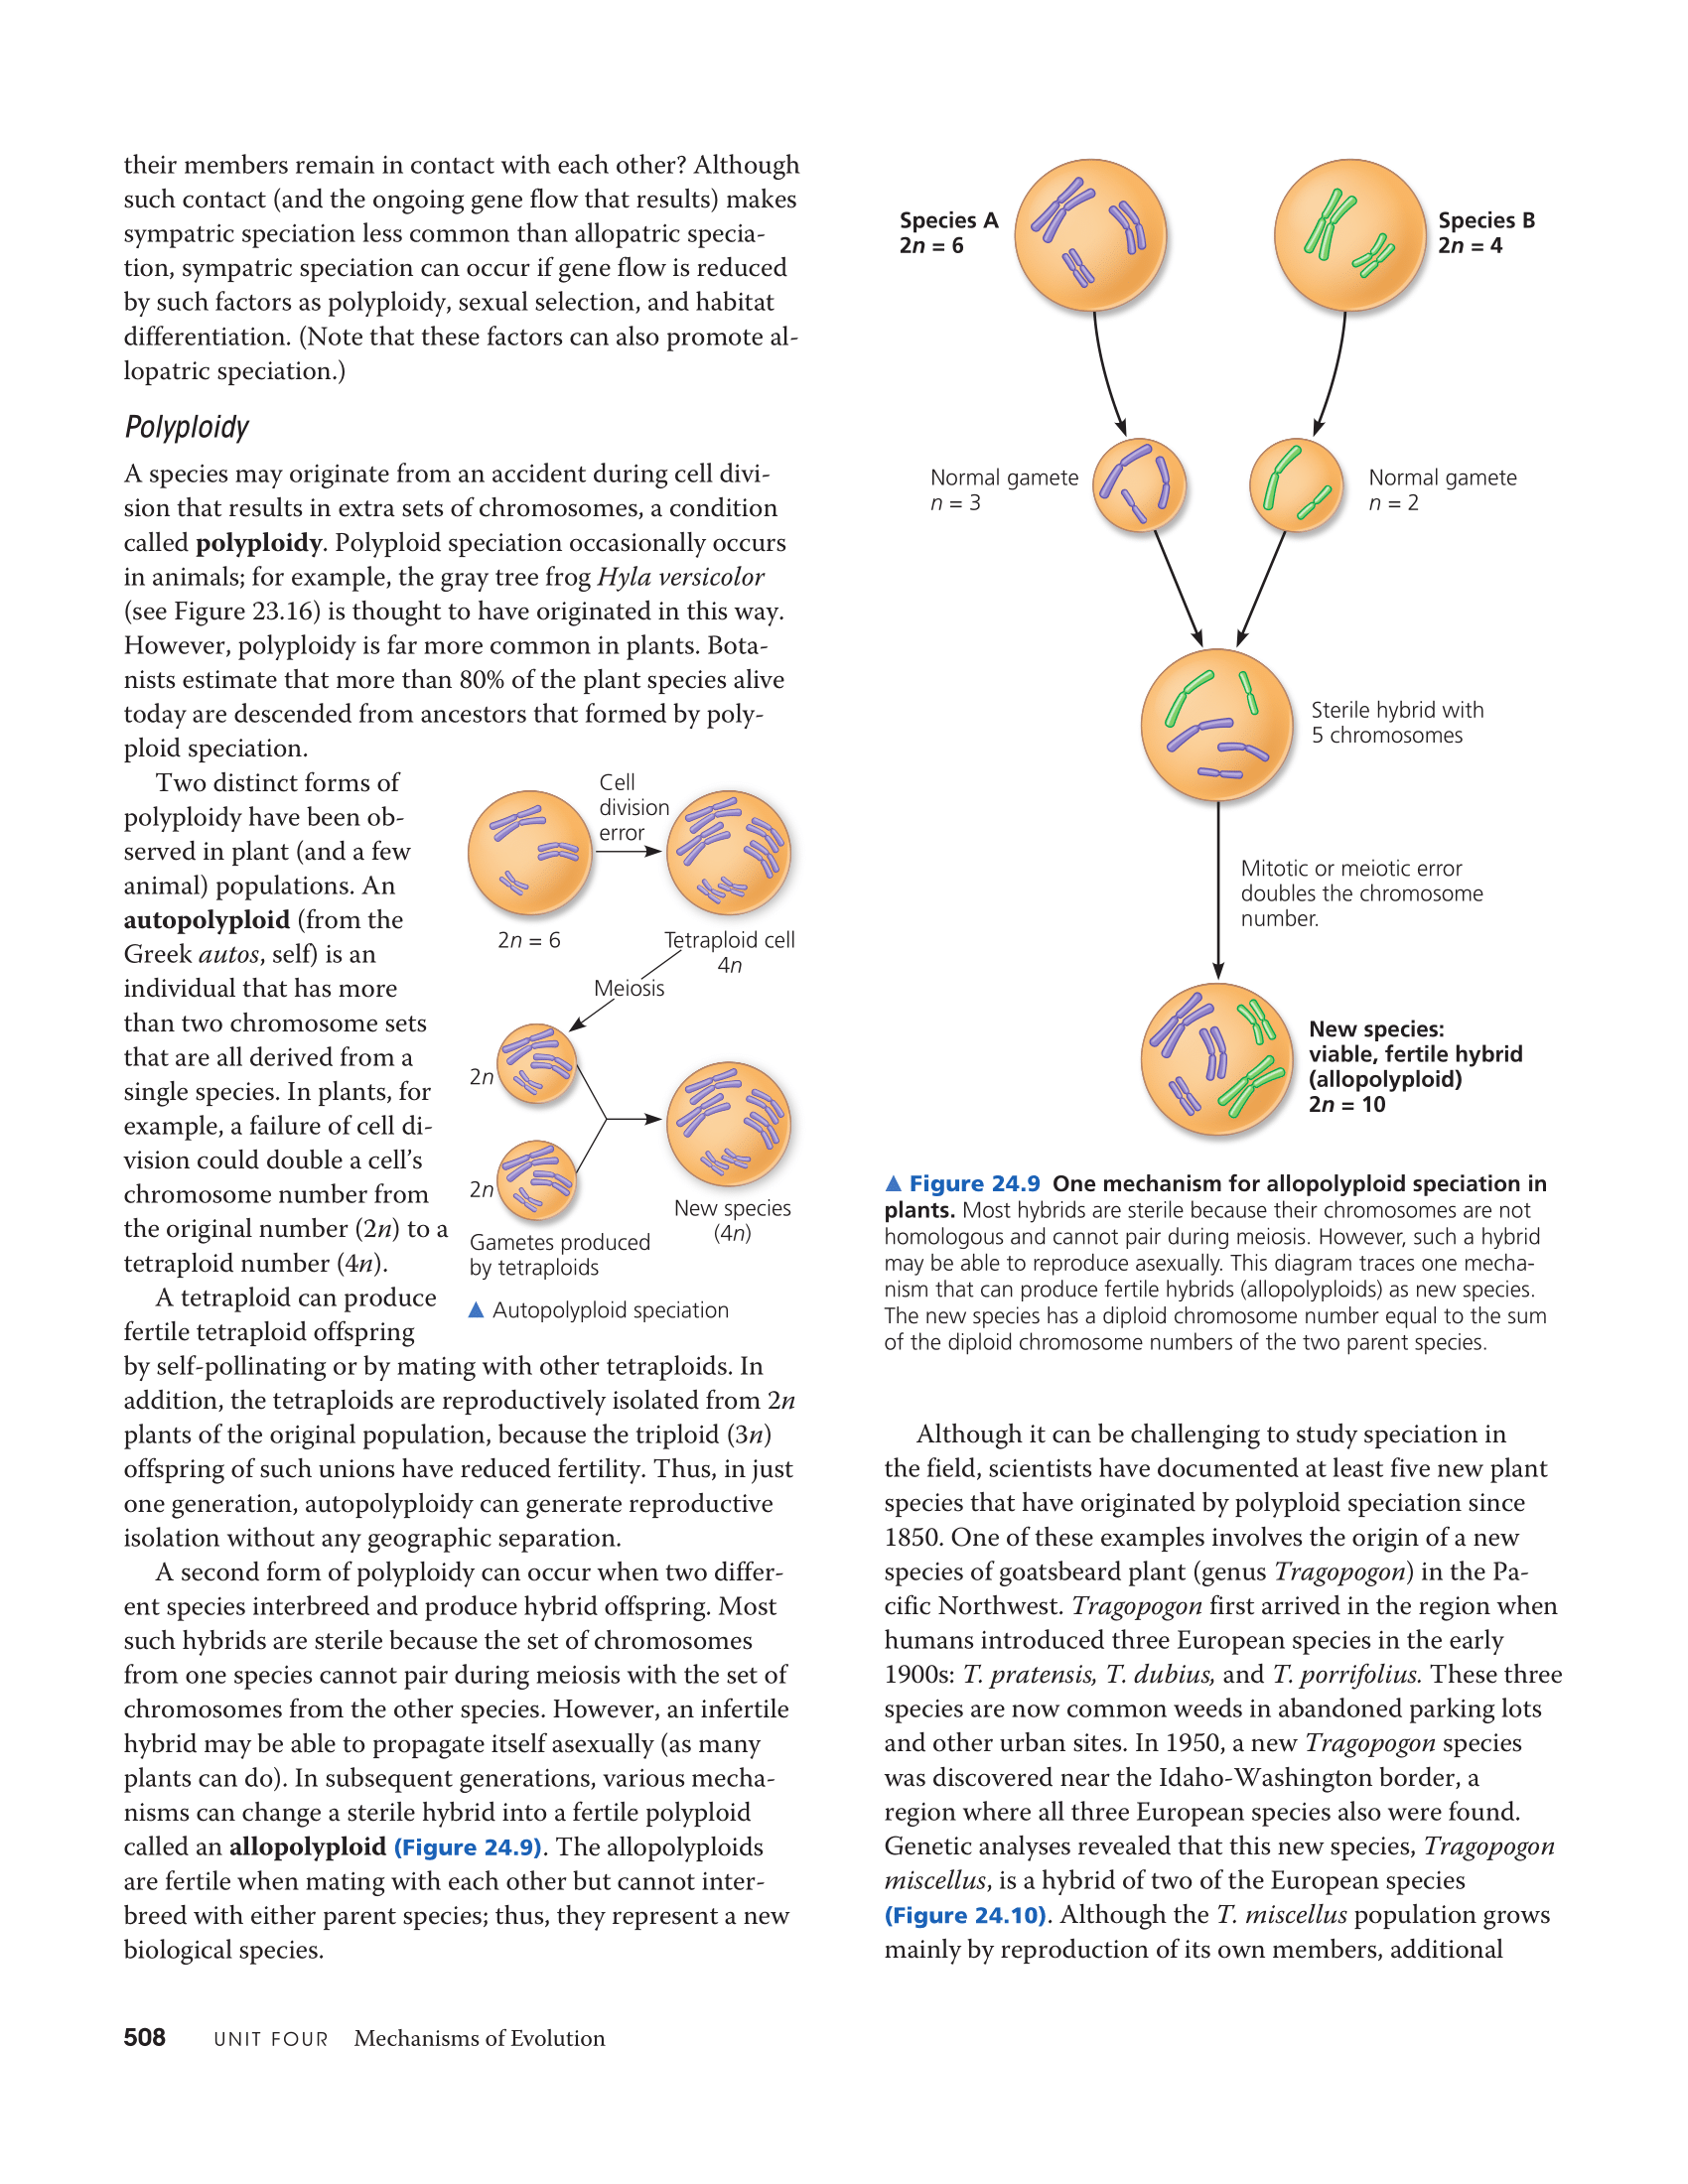 their members remain in contact with each other? Although
such contact (and the ongoing gene flow that results) makes
sympatric speciation less common than allopatric specia-
tion, sympatric speciation can occur if gene flow is reduced
by such factors as polyploidy, sexual selection, and habitat
differentiation. (Note that these factors can also promote al-
lopatric speciation.)
Polyploidy
A species may originate from an accident during cell divi-
sion that results in extra sets of chromosomes, a condition
called polyploidy. Polyploid speciation occasionally occurs
in animals; for example, the gray tree frog Hyla versicolor
(see Figure 23.16) is thought to have originated in this way.
However, polyploidy is far more common in plants. Bota-
nists estimate that more than 80% of the plant species alive
today are descended from ancestors that formed by poly-
ploid speciation.
Two distinct forms of
polyploidy have been ob-
served in plant (and a few
animal) populations. An
autopolyploid (from the
Greek autos, self) is an
individual that has more
than two chromosome sets
that are all derived from a
single species. In plants, for
example, a failure of cell di-
vision could double a cell's
chromosome number from
the original number (2n) to a
tetraploid number (4n).
A tetraploid can produce
fertile tetraploid offspring
by self-pollinating or by mating with other tetraploids. In
addition, the tetraploids are reproductively isolated from 2n
plants of the original population, because the triploid (3n)
offspring of such unions have reduced fertility. Thus, in just
one generation, autopolyploidy can generate reproductive
isolation without any geographic separation.
A second form of polyploidy can occur when two differ-
ent species interbreed and produce hybrid offspring. Most
such hybrids are sterile because the set of chromosomes
from one species cannot pair during meiosis with the set of
chromosomes from the other species. However, an infertile
hybrid may be able to propagate itself asexually (as many
plants can do). In subsequent generations, various mecha-
nisms can change a sterile hybrid into a fertile polyploid
called an allopolyploid (Figure 24.9). The allopolyploids
are fertile when mating with each other but cannot inter-
breed with either parent species; thus, they represent a new
biological species.
Cell
division
error
2n = 6
Tetraploid cell
4n
Meiosis
2n
2n
New species
(4n)
Gametes produced
by tetraploids
▲ Autopolyploid speciation
Species A
2n = 6
Species B
2n = 4
Normal gamete
n = 3
Normal gamete
n = 2
Sterile hybrid with
5 chromosomes
Mitotic or meiotic error
doubles the chromosome
number.
New species:
viable, fertile hybrid
(allopolyploid)
2n = 10
▲ Figure 24.9 One mechanism for allopolyploid speciation in
plants. Most hybrids are sterile because their chromosomes are not
homologous and cannot pair during meiosis. However, such a hybrid
may be able to reproduce asexually. This diagram traces one mecha-
nism that can produce fertile hybrids (allopolyploids) as new species.
The new species has a diploid chromosome number equal to the sum
of the diploid chromosome numbers of the two parent species.
Although it can be challenging to study speciation in
the field, scientists have documented at least five new plant
species that have originated by polyploid speciation since
1850. One of these examples involves the origin of a new
species of goatsbeard plant (genus Tragopogon) in the Pa-
cific Northwest. Tragopogon first arrived in the region when
humans introduced three European species in the early
1900s: T. pratensis, T. dubius, and T. porrifolius. These three
species are now common weeds in abandoned parking lots
and other urban sites. In 1950, a new Tragopogon species
was discovered near the Idaho-Washington border, a
region where all three European species also were found.
Genetic analyses revealed that this new species, Tragopogon
miscellus, is a hybrid of two of the European species
(Figure 24.10). Although the T. miscellus population grows
mainly by reproduction of its own members, additional
508 UNIT FOUR Mechanisms of Evolution